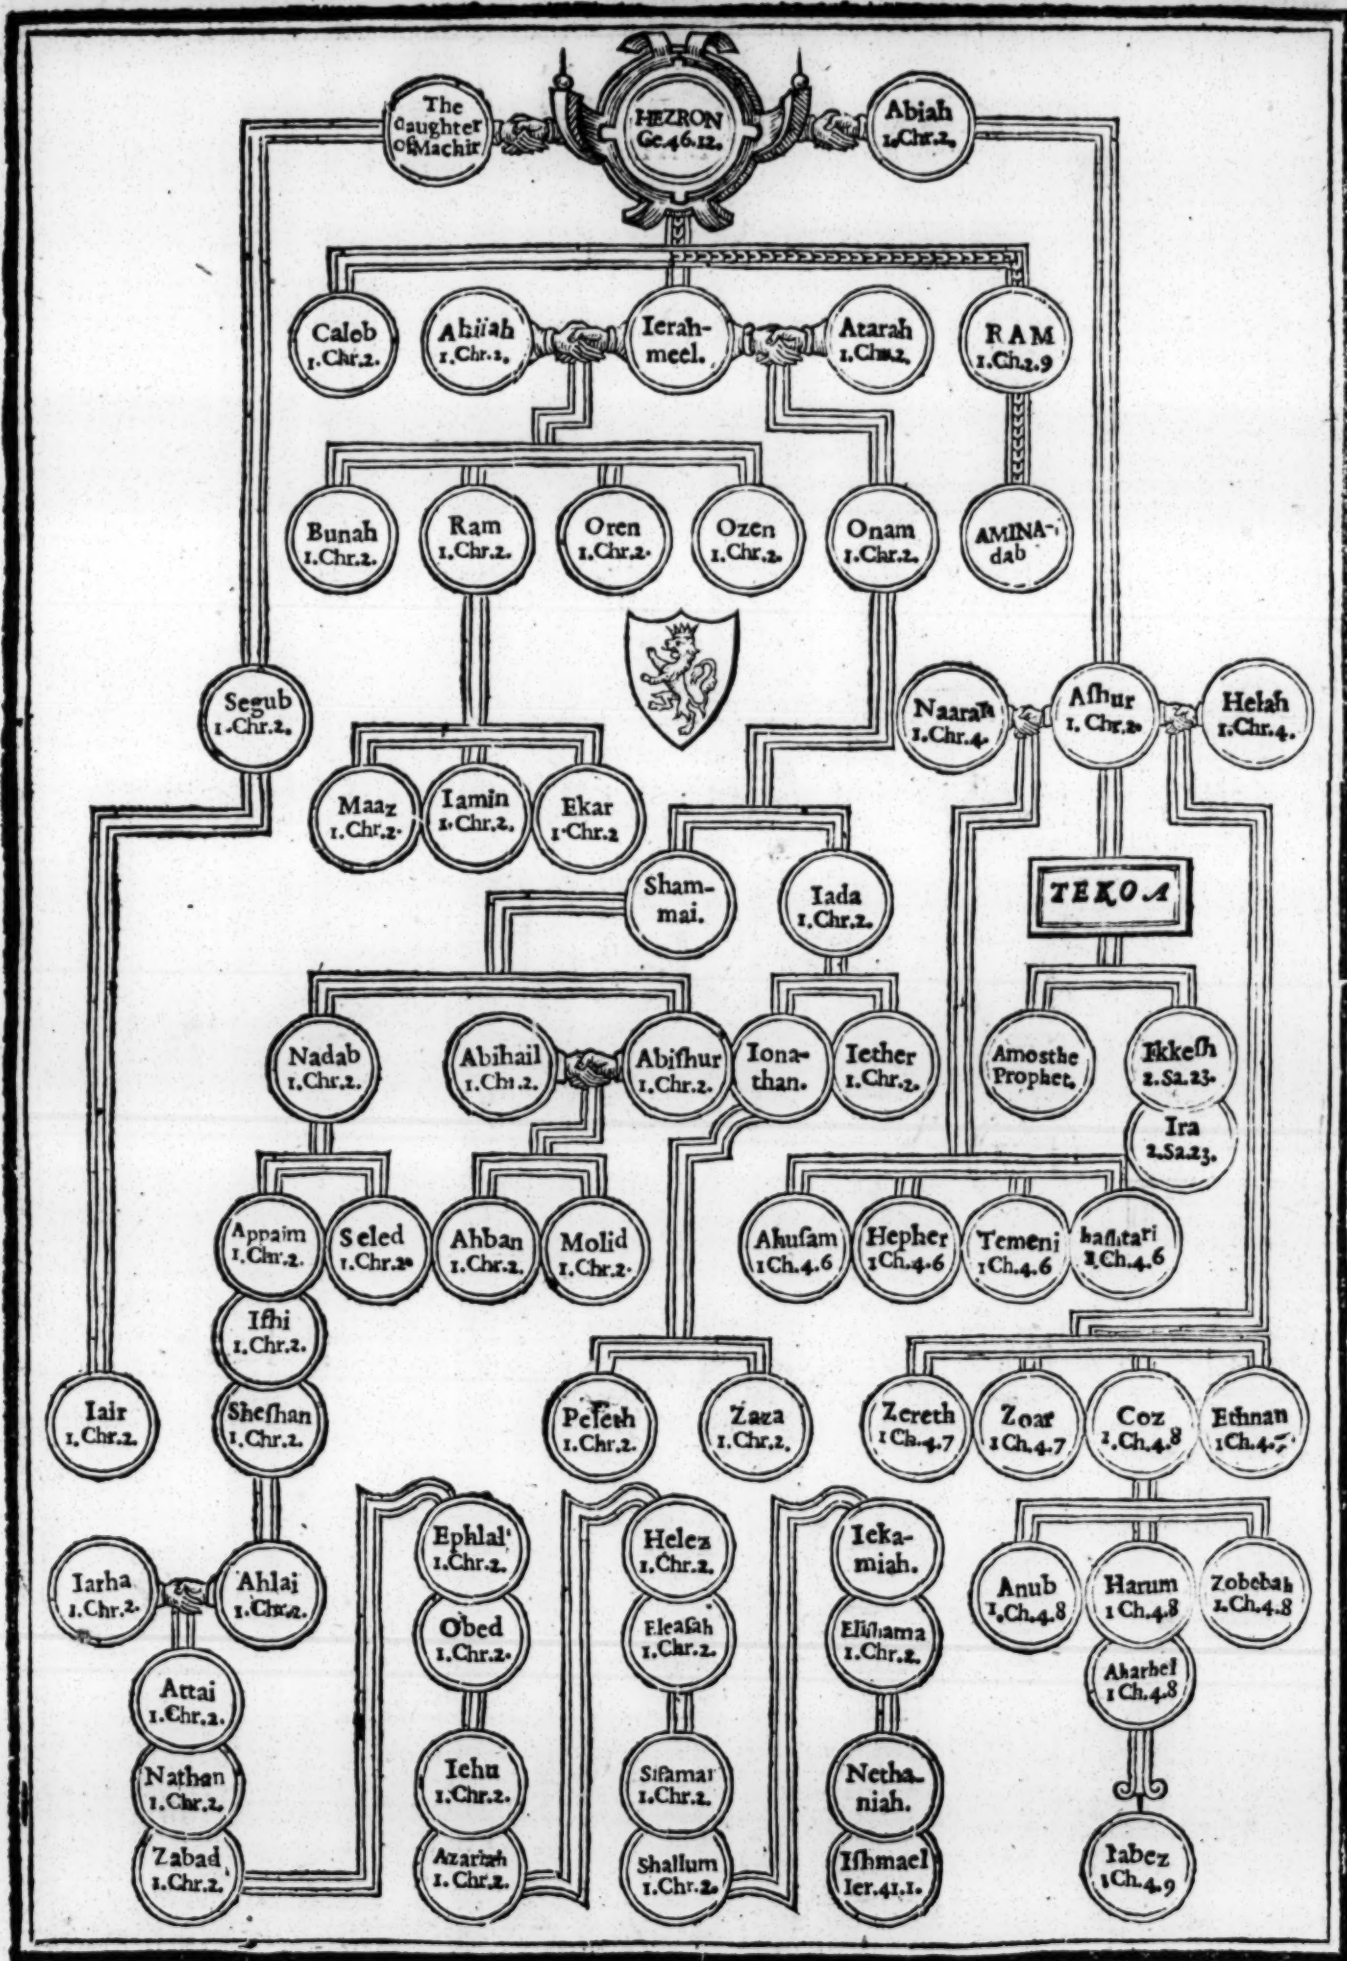 The
daughter
Of Machir
HEZRON
Ge.46.12.
Abiah
1.Chr.2.
Caleb
1.Chr.2.
Ahiiah
1.Chr.2.
Ierah-
meel.
Atarah
1.Chr.2.
RAM
1.Ch.2.9
Bunah
1.Chr.2.
Ram
1.Chr.2.
Oren
1.Chr.2.
Ozen
1.Chr.2.
Onam
1.Chr.2.
AMINA-
dab
Segub
1.Chr.2.
Naarah
1.Chr.4.
Aſhur
1.Chr.2.
Helah
1.Chr.4.
Maaz
1.Chr.2.
Iamin
1.Chr.2.
Ekar
1.Chr.2
Sham-
mai.
Iada
1.Chr.2.
TEKOA
Nadab
1.Chr.2.
Abihail
1.Chr.2.
Abiſhur
1.Chr.2.
Iona-
than.
Iether
1.Chr.2.
Amos the
Prophet.
Ikkeſh
2.Sa.23.
Ira
2.Sa.23.
Appaim
1.Chr.2.
Seled
1.Chr.2.
Ahban
1.Chr.2.
Molid
1.Chr.2.
Ahuſam
1Ch.4.6
Hepher
1Ch.4.6
Temeni
1Ch.4.6
haſhtari
1.Ch.4.6
Iſhi
1.Chr.2.
Iair
1.Chr.2.
Sheſhan
1.Chr.2.
Peleth
1.Chr.2.
Zaza
1.Chr.2.
Zereth
1Ch.4.7
Zoar
1Ch.4.7
Coz
1.Ch.4.8
Ethnan
1Ch.4.7
Iarha
1.Chr.2.
Ahlai
1.Chr.2.
Ephlal
1.Chr.2.
Helez
1.Chr.2.
Ieka-
miah.
Anub
1.Ch.4.8
Harum
1Ch.4.8
Zobebah
1.Ch.4.8
Obed
1.Chr.2.
Eleaſah
1.Chr.2.
Eliſhama
1.Chr.2.
Aharhel
1Ch.4.8
Attai
1.Chr.2.
Nathan
1.Chr.2.
Iehu
1.Chr.2.
Siſamai
1.Chr.2.
Netha-
niah.
Zabad
1.Chr.2.
Azariah
1.Chr.2.
Shallum
1.Chr.2.
Iſhmael
Ier.41.1.
Iabez
1Ch.4.9